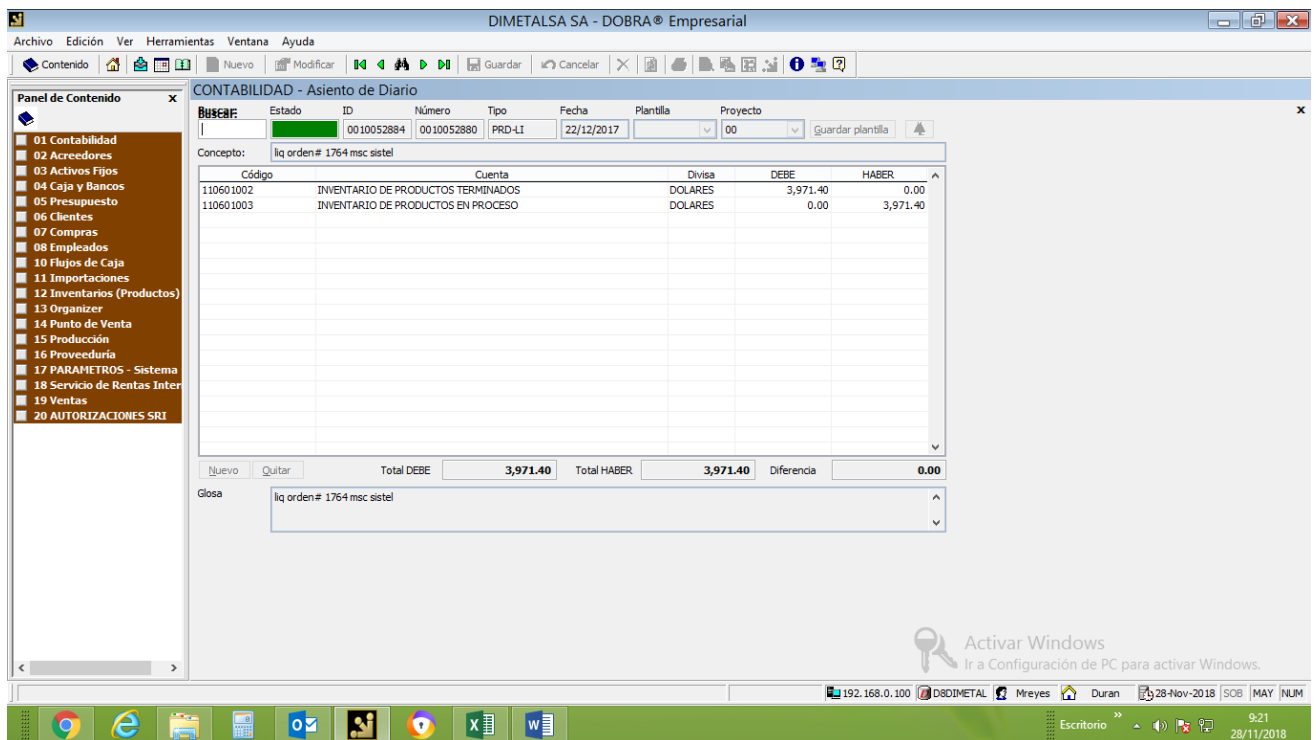 DIMETALSA SA - DOBRA® Empresarial
Archivo Edición Ver Herramientas Ventana Ayuda
Contenido Nuevo Modificar Guardar Cancelar
Panel de Contenido x
01 Contabilidad
02 Acreedores
03 Activos Fijos
04 Caja y Bancos
05 Presupuesto
06 Clientes
07 Compras
08 Empleados
10 Flujos de Caja
11 Importaciones
12 Inventarios (Productos)
13 Organizer
14 Punto de Venta
15 Producción
16 Proveeduría
17 PARAMETROS - Sistema
18 Servicio de Rentas Inter
19 Ventas
20 AUTORIZACIONES SRI
CONTABILIDAD - Asiento de Diario
Buscar: Estado ID Número Tipo Fecha Plantilla Proyecto x
0010052884 0010052880 PRD-LI 22/12/2017 00 Guardar plantilla
Concepto: liq orden# 1764 msc sistel
Código Cuenta Divisa DEBE HABER
110601002 INVENTARIO DE PRODUCTOS TERMINADOS DOLARES 3,971.40 0.00
110601003 INVENTARIO DE PRODUCTOS EN PROCESO DOLARES 0.00 3,971.40
Nuevo Quitar Total DEBE 3,971.40 Total HABER 3,971.40 Diferencia 0.00
Glosa liq orden# 1764 msc sistel
Activar Windows
Ir a Configuración de PC para activar Windows.
192.168.0.100 D8DIMETAL Mreyes Duran 28-Nov-2018 SOB MAY NUM
Escritorio 9:21
28/11/2018